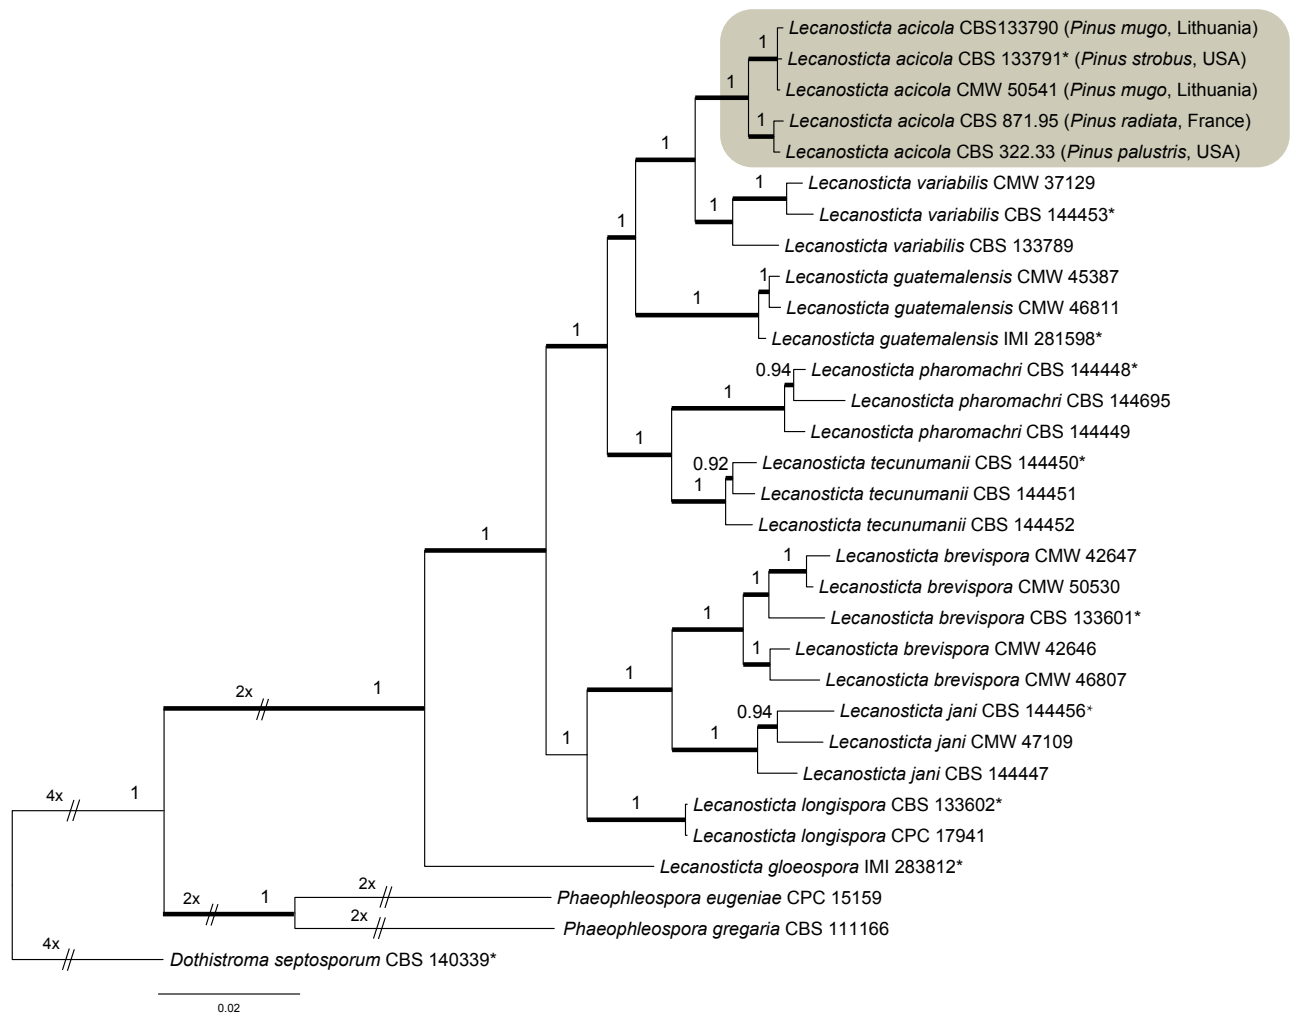 1
Lecanosticta acicola CBS133790 (Pinus mugo, Lithuania)
Lecanosticta acicola CBS 133791* (Pinus strobus, USA)
1
Lecanosticta acicola CMW 50541 (Pinus mugo, Lithuania)
1
Lecanosticta acicola CBS 871.95 (Pinus radiata, France)
1
Lecanosticta acicola CBS 322.33 (Pinus palustris, USA)
1
Lecanosticta variabilis CMW 37129
1
Lecanosticta variabilis CBS 144453*
1
Lecanosticta variabilis CBS 133789
1
Lecanosticta guatemalensis CMW 45387
1
Lecanosticta guatemalensis CMW 46811
1
Lecanosticta guatemalensis IMI 281598*
0.94
Lecanosticta pharomachri CBS 144448*
1
Lecanosticta pharomachri CBS 144695
1
Lecanosticta pharomachri CBS 144449
0.92
Lecanosticta tecunumanii CBS 144450*
1
Lecanosticta tecunumanii CBS 144451
Lecanosticta tecunumanii CBS 144452
1
1
Lecanosticta brevispora CMW 42647
1
Lecanosticta brevispora CMW 50530
1
Lecanosticta brevispora CBS 133601*
1
Lecanosticta brevispora CMW 42646
1
Lecanosticta brevispora CMW 46807
2x
1
0.94
Lecanosticta jani CBS 144456*
1
1
Lecanosticta jani CMW 47109
Lecanosticta jani CBS 144447
4x
1
1
Lecanosticta longispora CBS 133602*
Lecanosticta longispora CPC 17941
Lecanosticta gloeospora IMI 283812*
2x
1
2x
Phaeophleospora eugeniae CPC 15159
2x
Phaeophleospora gregaria CBS 111166
4x
Dothistroma septosporum CBS 140339*
0.02